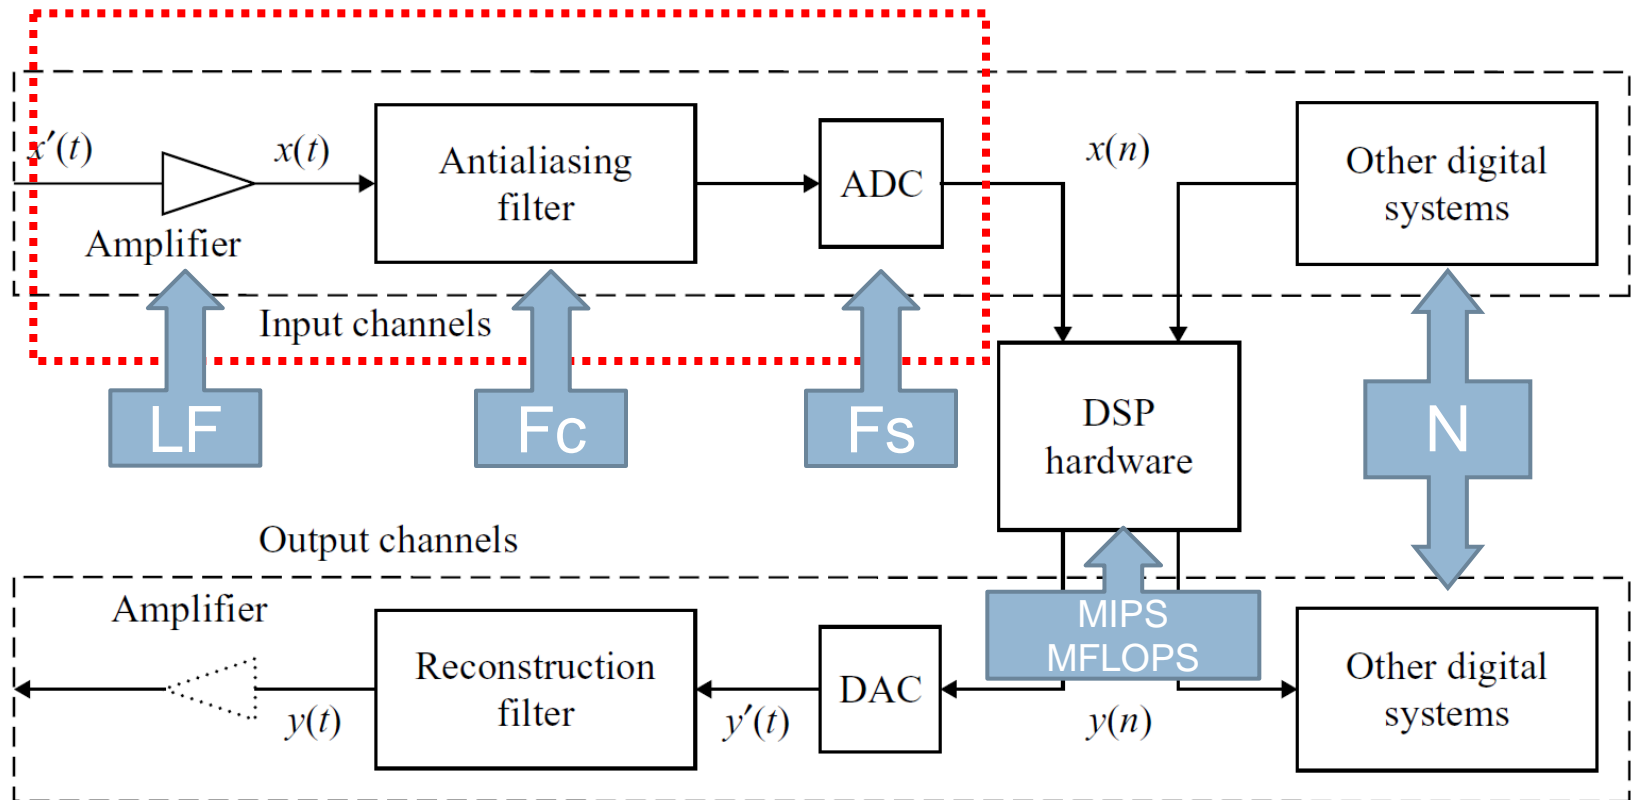 x′(t)
x(t)
Antialiasing
filter
ADC
x(n)
Other digital
systems
Amplifier
Input channels
LF
Fc
Fs
DSP
hardware
N
Output channels
Amplifier
Reconstruction
filter
DAC
MIPS
MFLOPS
Other digital
systems
y(t)
y′(t)
y(n)